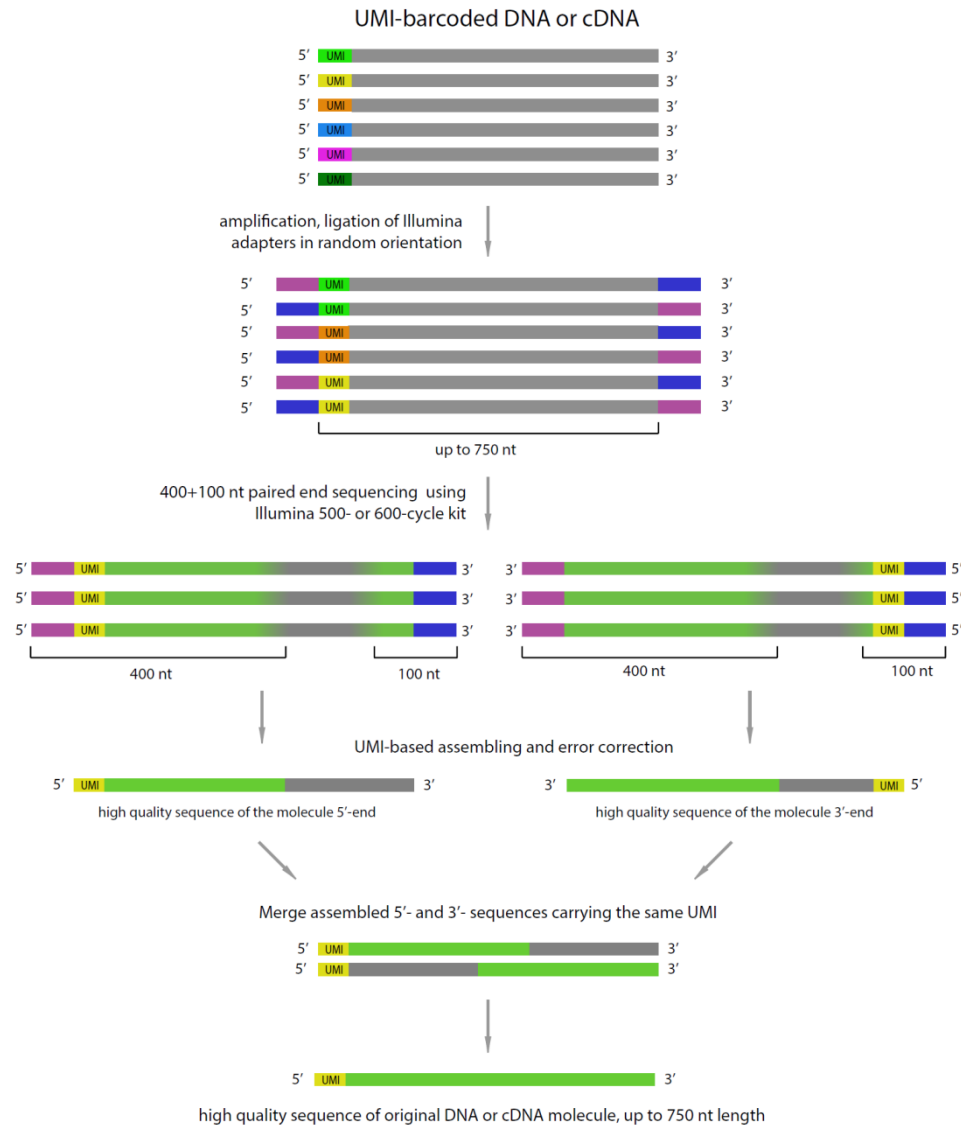 UMI-barcoded DNA or cDNA
5’ UMI 3’
5’ UMI 3’
5’ UMI 3’
5’ UMI 3’
5’ UMI 3’
5’ UMI 3’
amplification, ligation of Illumina
adapters in random orientation
5’ UMI 3’
5’ UMI 3’
5’ UMI 3’
5’ UMI 3’
5’ UMI 3’
5’ UMI 3’
up to 750 nt
400+100 nt paired end sequencing using
Illumina 500- or 600-cycle kit
5’ UMI 3’ 3’ UMI 5’
5’ UMI 3’ 3’ UMI 5’
5’ UMI 3’ 3’ UMI 5’
400 nt 100 nt 400 nt 100 nt
UMI-based assembling and error correction
5’ UMI 3’ 3’ UMI 5’
high quality sequence of the molecule 5’-end high quality sequence of the molecule 3’-end
Merge assembled 5’- and 3’- sequences carrying the same UMI
5’ UMI 3’
5’ UMI 3’
5’ UMI 3’
high quality sequence of original DNA or cDNA molecule, up to 750 nt length